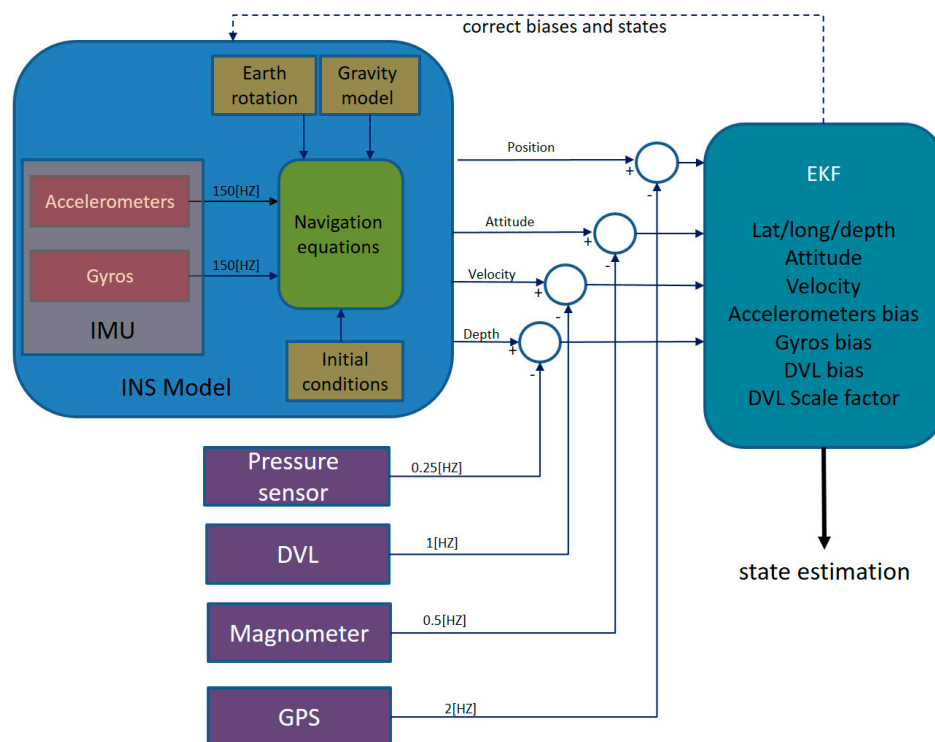 correct biases and states
Earth
rotation
Gravity
model
Position
+
-
EKF
150[HZ]
Accelerometers
Navigation
equations
Attitude
+
-
Lat/long/depth
Attitude
Velocity
Accelerometers bias
Gyros bias
DVL bias
DVL Scale factor
150[HZ]
Gyros
Velocity
+
-
IMU
Depth
+
-
Initial
conditions
INS Model
Pressure
sensor
0.25[HZ]
DVL
1[HZ]
state estimation
Magnometer
0.5[HZ]
GPS
2[HZ]